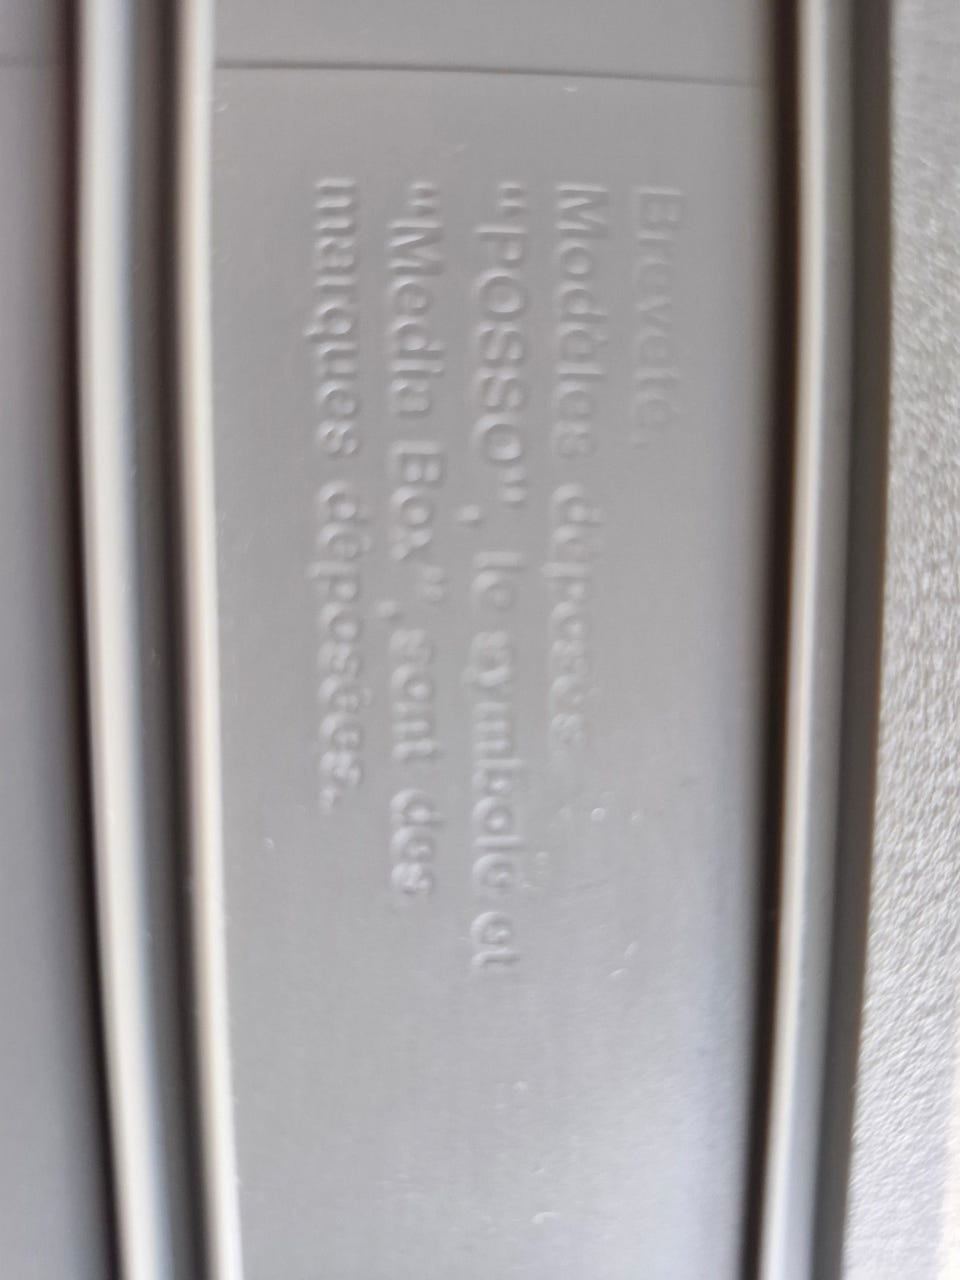 Breveté.
Modèles déposés
"POSSO", le symbole et
"Media Box", sont des
marques déposées.